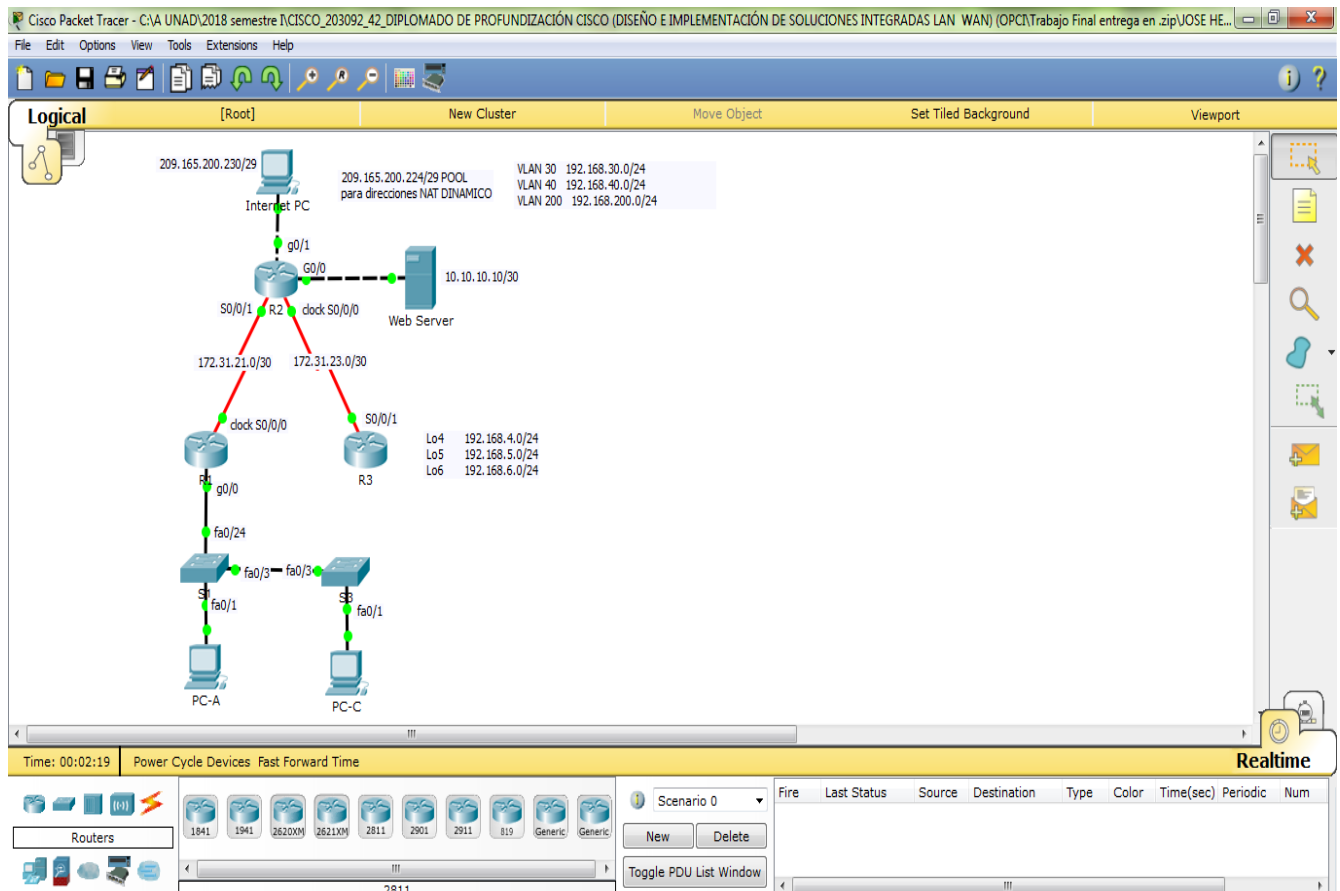 Cisco Packet Tracer - C:\A UNAD\2018 semestre I\CISCO_203092_42_DIPLOMADO DE PROFUNDIZACIÓN CISCO (DISEÑO E IMPLEMENTACIÓN DE SOLUCIONES INTEGRADAS LAN WAN) (OPCI\Trabajo Final entrega en .zip\JOSE HE...
File Edit Options View Tools Extensions Help
Logical
[Root]
New Cluster
Move Object
Set Tiled Background
Viewport
209.165.200.230/29
Internet PC
209.165.200.224/29 POOL
para direcciones NAT DINAMICO
VLAN 30 192.168.30.0/24
VLAN 40 192.168.40.0/24
VLAN 200 192.168.200.0/24
g0/1
G0/0
10.10.10.10/30
S0/0/1
R2
clock S0/0/0
Web Server
172.31.21.0/30
172.31.23.0/30
clock S0/0/0
S0/0/1
R1
R3
Lo4 192.168.4.0/24
Lo5 192.168.5.0/24
Lo6 192.168.6.0/24
g0/0
fa0/24
fa0/3
fa0/3
S1
S3
fa0/1
fa0/1
PC-A
PC-C
Time: 00:02:19
Power Cycle Devices Fast Forward Time
Realtime
Routers
1841
1941
2620XM
2621XM
2811
2901
2911
819
Generic
Generic
2811
Scenario 0
New
Delete
Toggle PDU List Window
Fire Last Status Source Destination Type Color Time(sec) Periodic Num